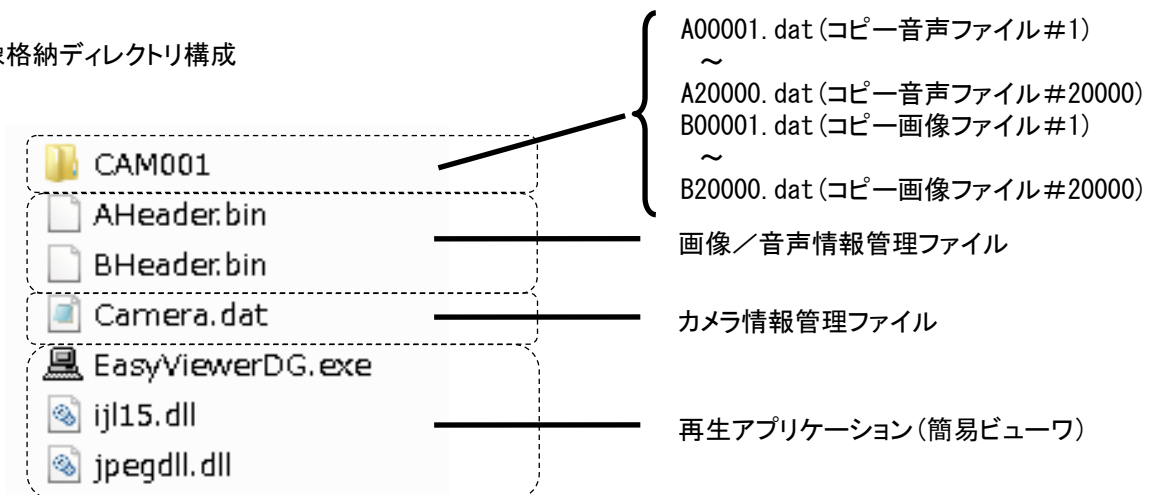 格納ディレクトリ構成
A00001.dat(コピー音声ファイル#1)
~
A20000.dat(コピー音声ファイル#20000)
B00001.dat(コピー画像ファイル#1)
~
B20000.dat(コピー画像ファイル#20000)
CAM001
AHeader.bin
BHeader.bin
画像/音声情報管理ファイル
Camera.dat
カメラ情報管理ファイル
EasyViewerDG.exe
ijl15.dll
jpegdll.dll
再生アプリケーション(簡易ビューワ)